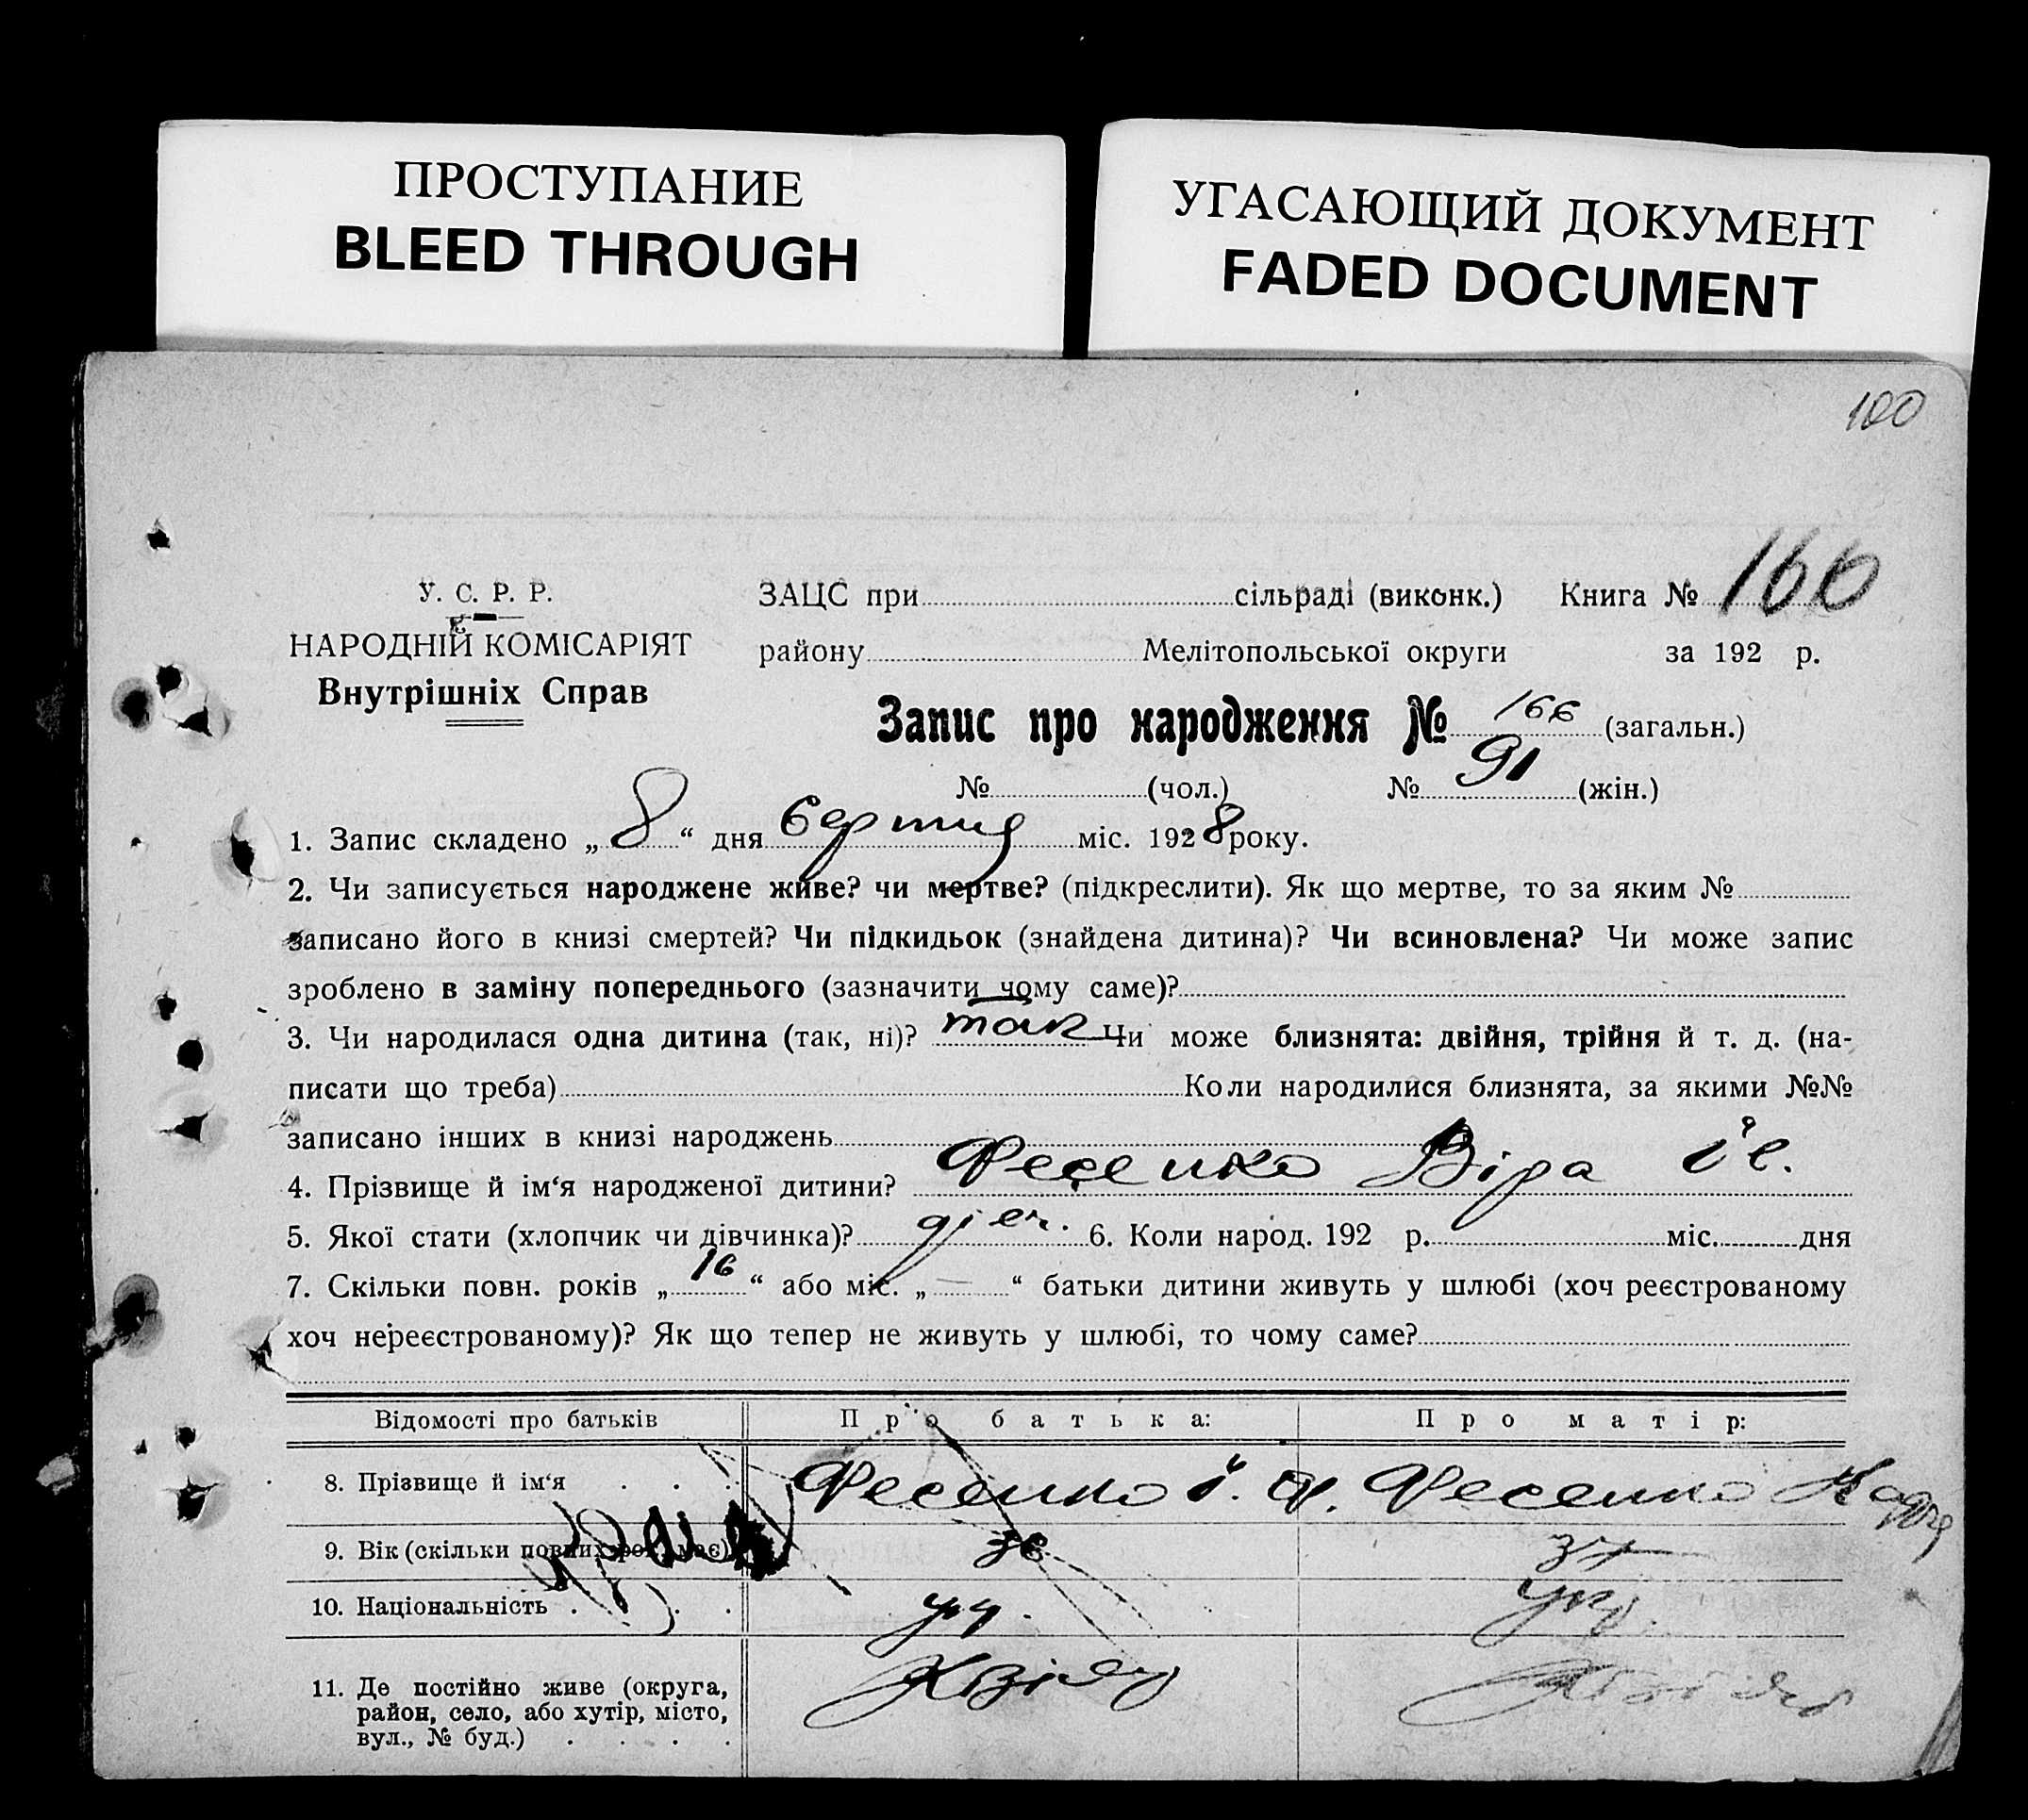 ПРОСТУПАНИЕ
BLEED THROUGH
УГАСАЮЩИЙ ДОКУМЕНТ
FADED DOCUMENT
100
У. С. Р. Р.
НАРОДНІЙ КОМІСАРІЯТ
Внутрішніх Справ
ЗАЦС при сільраді (виконк.) Книга № 166
району Мелітопольської округи за 192 р.
Запис про народження № 166 (загальн.)
№ (чол.) № 91 (жін.)
1. Запис складено „ 8 “ дня міс. 1928 року.
2. Чи записується народжене живе? чи мертве? (підкреслити). Як що мертве, то за яким №
записано його в книзі смертей? Чи підкидьок (знайдена дитина)? Чи всиновлена? Чи може запис
зроблено в заміну попереднього (зазначити чому саме)?
3. Чи народилася одна дитина (так, ні)? так Чи може близнята: двійня, трійня й т. д. (на-
писати що треба) Коли народилися близнята, за якими №№
записано інших в книзі народжень
4. Прізвище й ім‘я народженої дитини? Фесенко Віра
5. Якої стати (хлопчик чи дівчинка)? 6. Коли народ. 192 р. міс. дня
7. Скільки повн. років „ 16 “ або міс. „ — “ батьки дитини живуть у шлюбі (хоч реєстрованому
хоч нереєстрованому)? Як що тепер не живуть у шлюбі, то чому саме?
Відомості про батьків Про батька: Про матір:
8. Прізвище й ім‘я Фесенко Фесенко
9. Вік (скільки повних рок. має) 37
10. Національність укр.
11. Де постійно живе (округа,
район, село, або хутір, місто,
вул., № буд.)